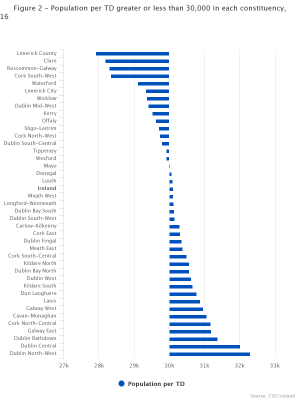 Figure 2 - Population per TD greater or less than 30,000 in each constituency,
16
Limerick County
Clare
Roscommon-Galway
Cork South-West
Waterford
Limerick City
Wicklow
Dublin Mid-West
Kerry
Offaly
Sligo-Leitrim
Cork North-West
Dublin South-Central
Tipperary
Wexford
Mayo
Donegal
Louth
Ireland
Meath West
Longford-Westmeath
Dublin Bay South
Dublin South-West
Carlow-Kilkenny
Cork East
Dublin Fingal
Meath East
Cork South-Central
Kildare North
Dublin Bay North
Dublin West
Kildare South
Dun Laoghaire
Laois
Galway West
Cavan-Monaghan
Cork North-Central
Galway East
Dublin Rathdown
Dublin Central
Dublin North-West
27k 28k 29k 30k 31k 32k 33k
Population per TD
Source: CSO Ireland